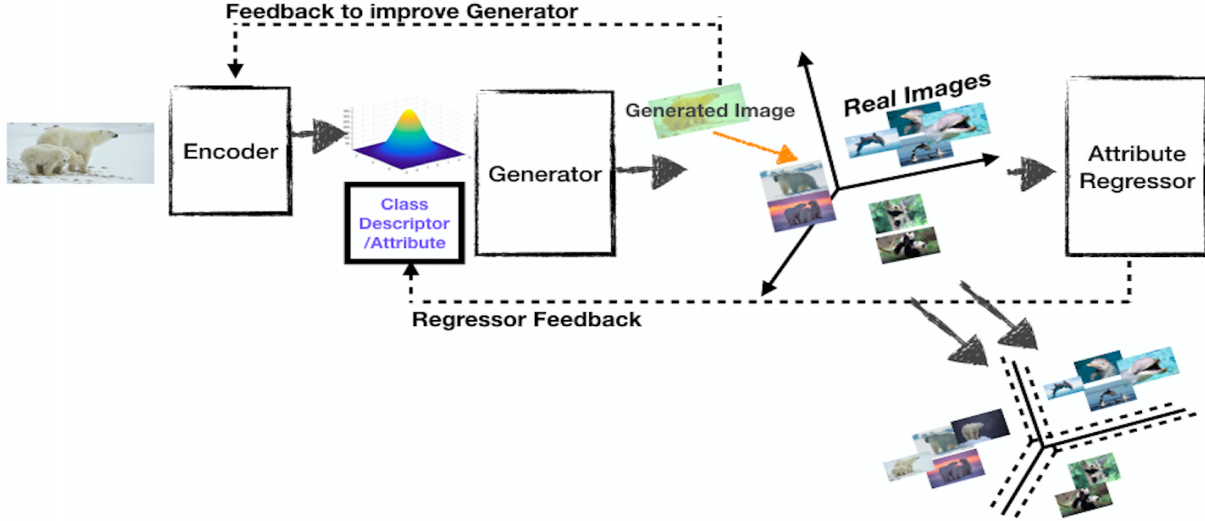 Feedback to improve Generator
Encoder
Class
Descriptor
/Attribute
Generator
Generated Image
Real Images
Attribute
Regressor
Regressor Feedback